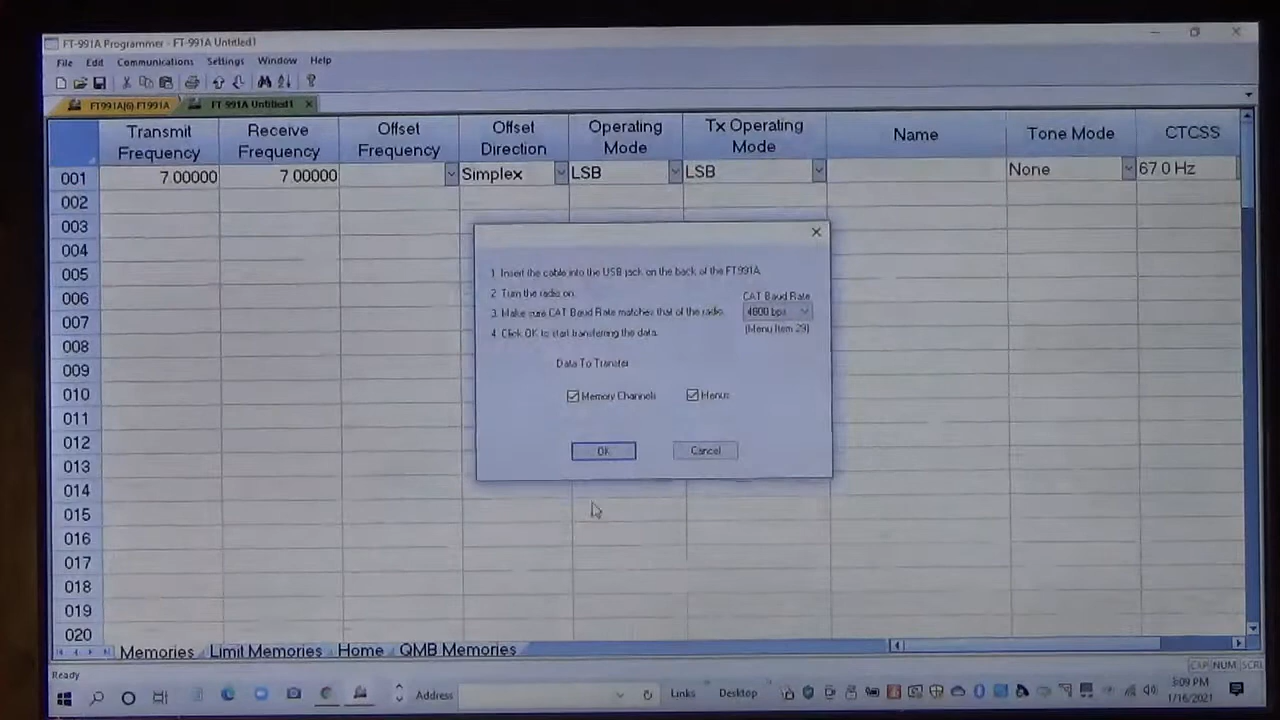 FT-991A Programmer - FT-991A Untitled1
File Edit Communications Settings Window Help
FT991A(6).FT991A FT-991A Untitled1
Transmit Frequency Receive Frequency Offset Frequency Offset Direction Operating Mode Tx Operating Mode Name Tone Mode CTCSS
001 7.00000 7.00000 Simplex LSB LSB None 67.0 Hz
002
003
004
005
006
007
008
009
010
011
012
013
014
015
016
017
018
019
020
1. Insert the cable into the USB jack on the back of the FT991A.
2. Turn the radio on.
3. Make sure CAT Baud Rate matches that of the radio.
4. Click OK to start transferring the data.
CAT Baud Rate
4800 bps
(Menu Item 29)
Data To Transfer
Memory Channels Menus
OK Cancel
Memories Limit Memories Home QMB Memories
Ready CAP NUM SCRL
Address Links Desktop
3:09 PM
1/16/2021